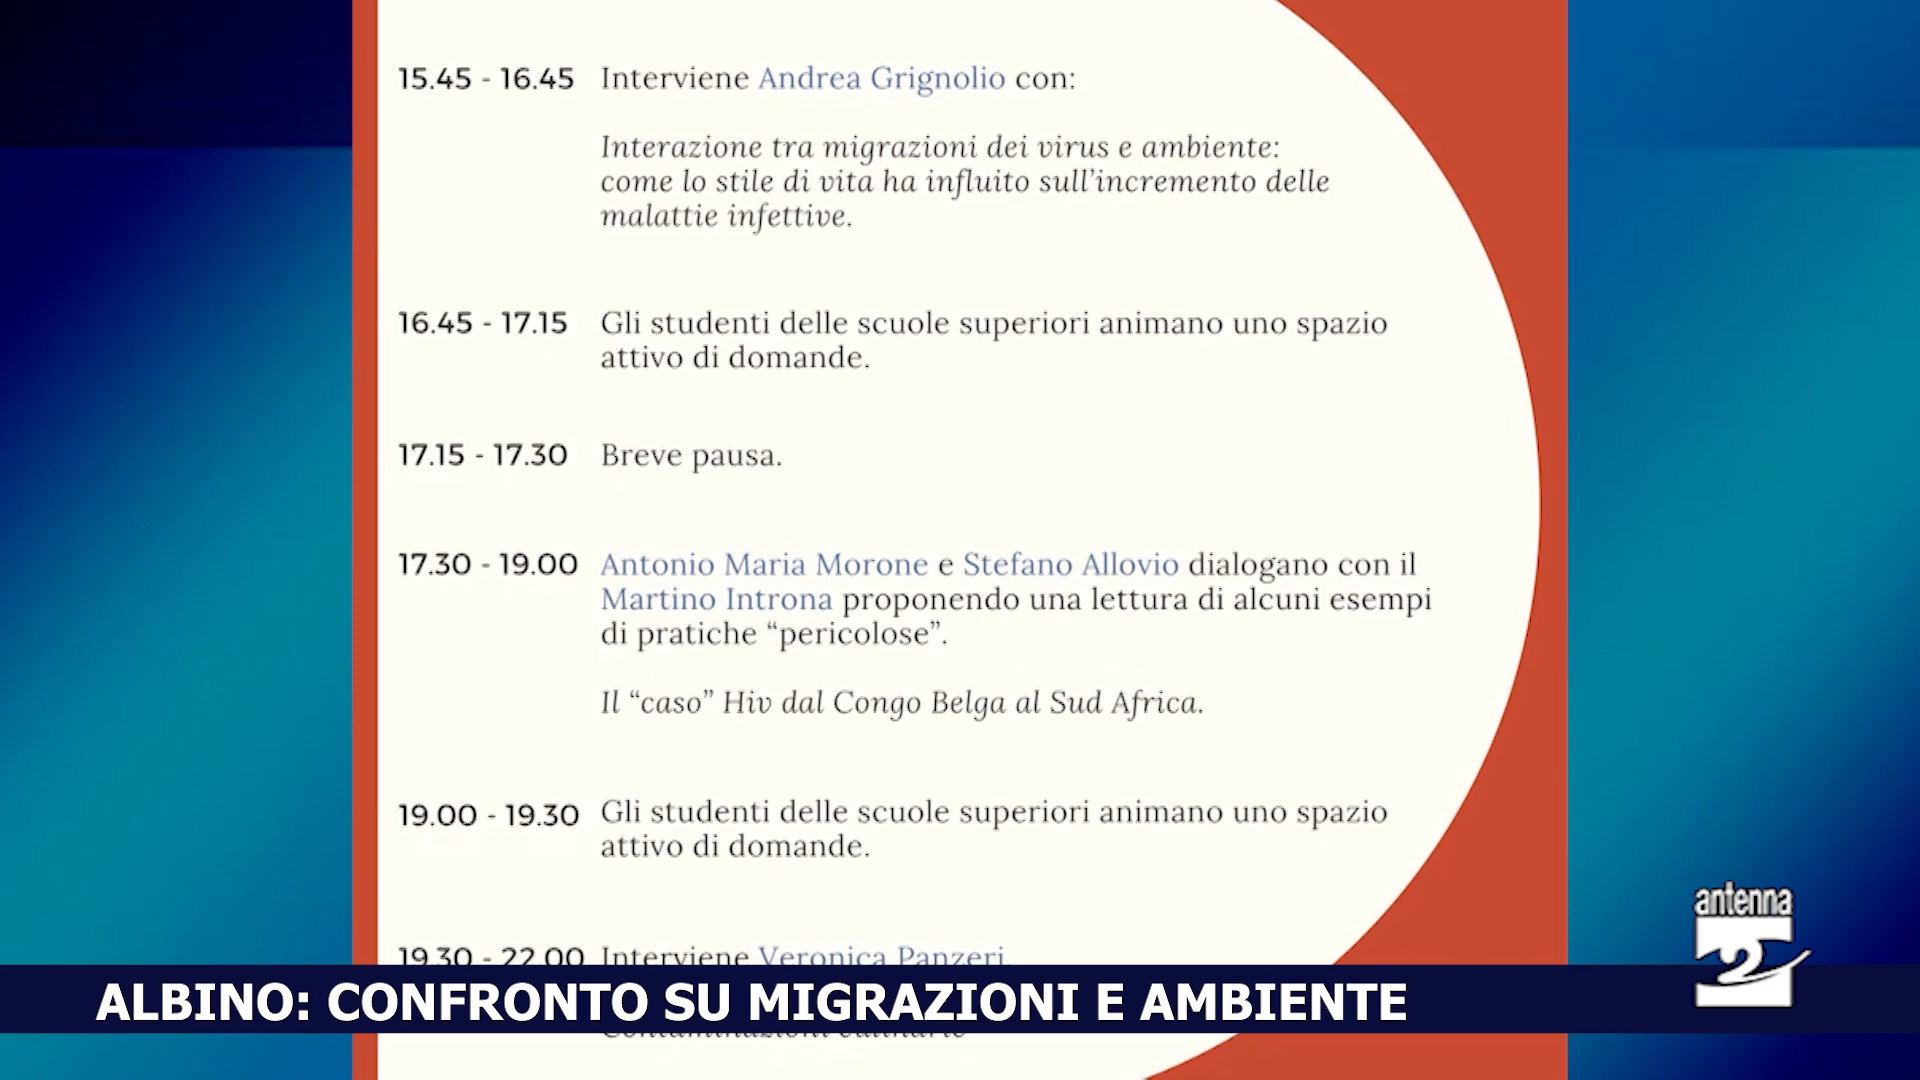 15.45 - 16.45 Interviene Andrea Grignolio con:
Interazione tra migrazioni dei virus e ambiente:
come lo stile di vita ha influito sull'incremento delle
malattie infettive.
16.45 - 17.15 Gli studenti delle scuole superiori animano uno spazio
attivo di domande.
17.15 - 17.30 Breve pausa.
17.30 - 19.00 Antonio Maria Morone e Stefano Allovio dialogano con il
Martino Introna proponendo una lettura di alcuni esempi
di pratiche “pericolose”.
Il “caso” Hiv dal Congo Belga al Sud Africa.
19.00 - 19.30 Gli studenti delle scuole superiori animano uno spazio
attivo di domande.
19.30 - 22.00 Interviene Veronica Panzeri.
ALBINO: CONFRONTO SU MIGRAZIONI E AMBIENTE
antenna
2